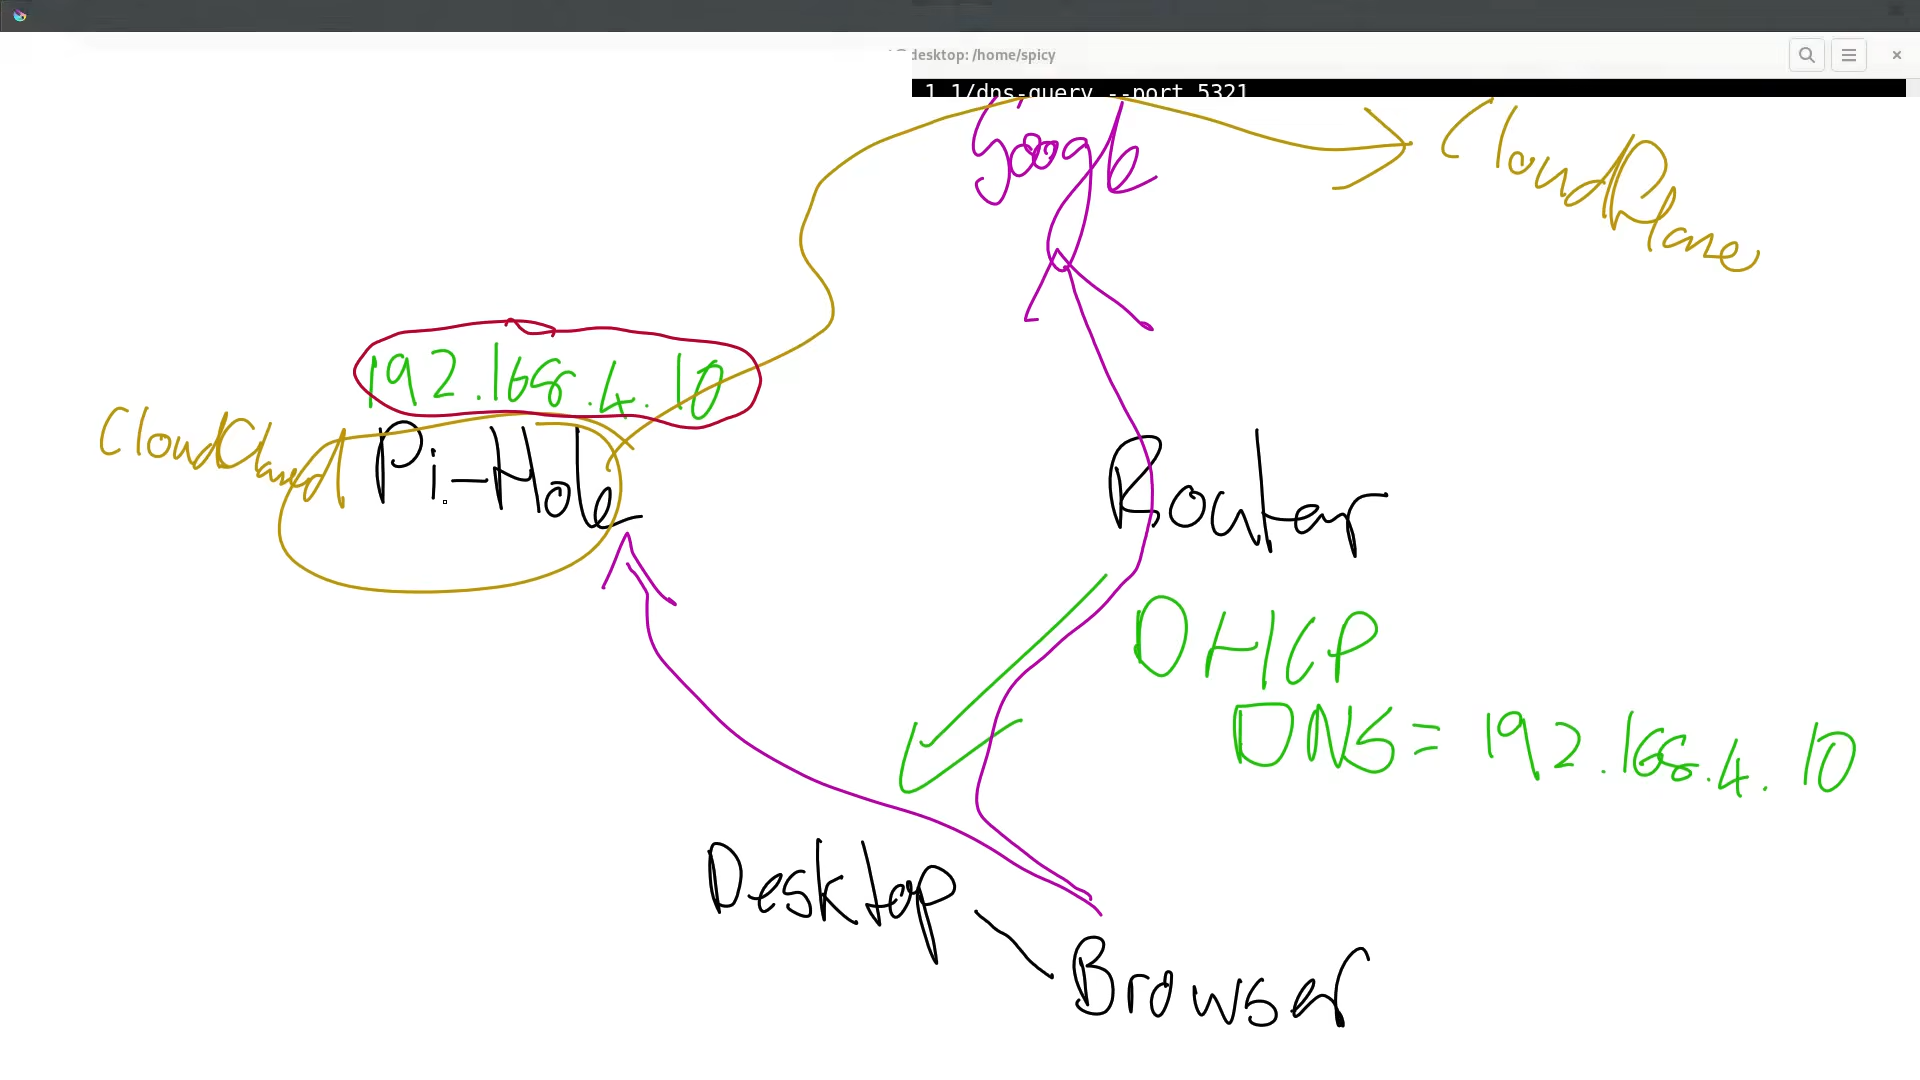 desktop: /home/spicy
1.1/dns-query --port 5321
Google
CloudFlare
192.168.4.10
CloudFlared
Pi-Hole
Router
DHCP
DNS = 192.168.4.10
Desktop
Browser